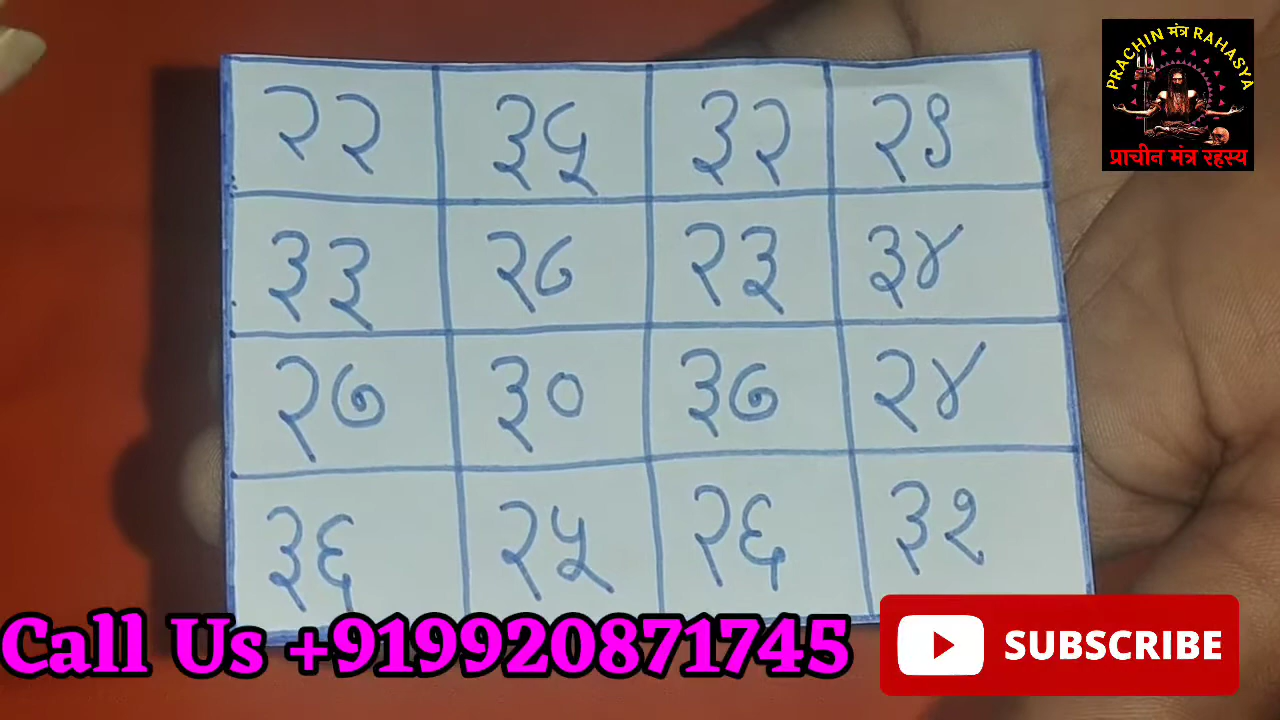 PRACHIN मंत्र RAHASYA
प्राचीन मंत्र रहस्य
२२ ३५ ३२ २९
३३ २८ २३ ३४
२७ ३० ३७ २४
३६ २५ २६ ३१
Call Us +919920871745
SUBSCRIBE